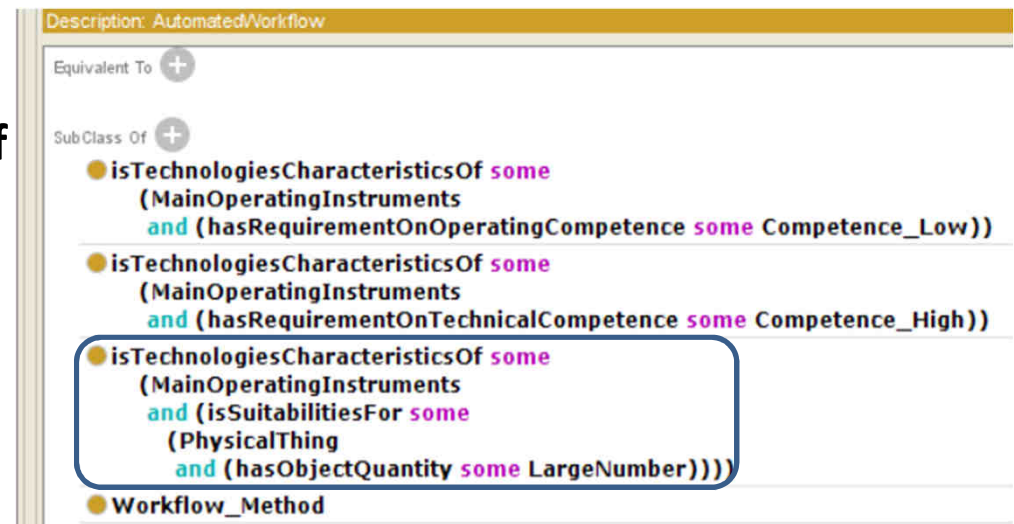 Description: AutomatedWorkflow
Equivalent To +
f
SubClass Of +
isTechnologiesCharacteristicsOf some
(MainOperatingInstruments
and (hasRequirementOnOperatingCompetence some Competence_Low))
isTechnologiesCharacteristicsOf some
(MainOperatingInstruments
and (hasRequirementOnTechnicalCompetence some Competence_High))
isTechnologiesCharacteristicsOf some
(MainOperatingInstruments
and (isSuitabilitiesFor some
(PhysicalThing
and (hasObjectQuantity some LargeNumber))))
Workflow_Method